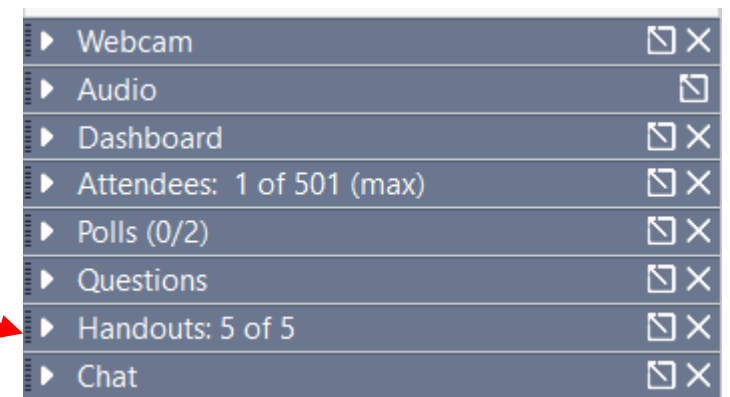 Webcam
Audio
Dashboard
Attendees: 1 of 501 (max)
Polls (0/2)
Questions
Handouts: 5 of 5
Chat